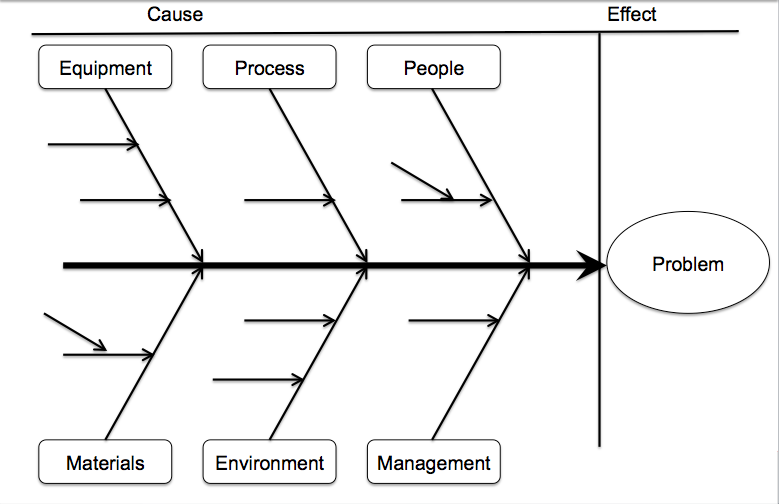 Cause
Effect
Equipment
Process
People
Problem
Materials
Environment
Management